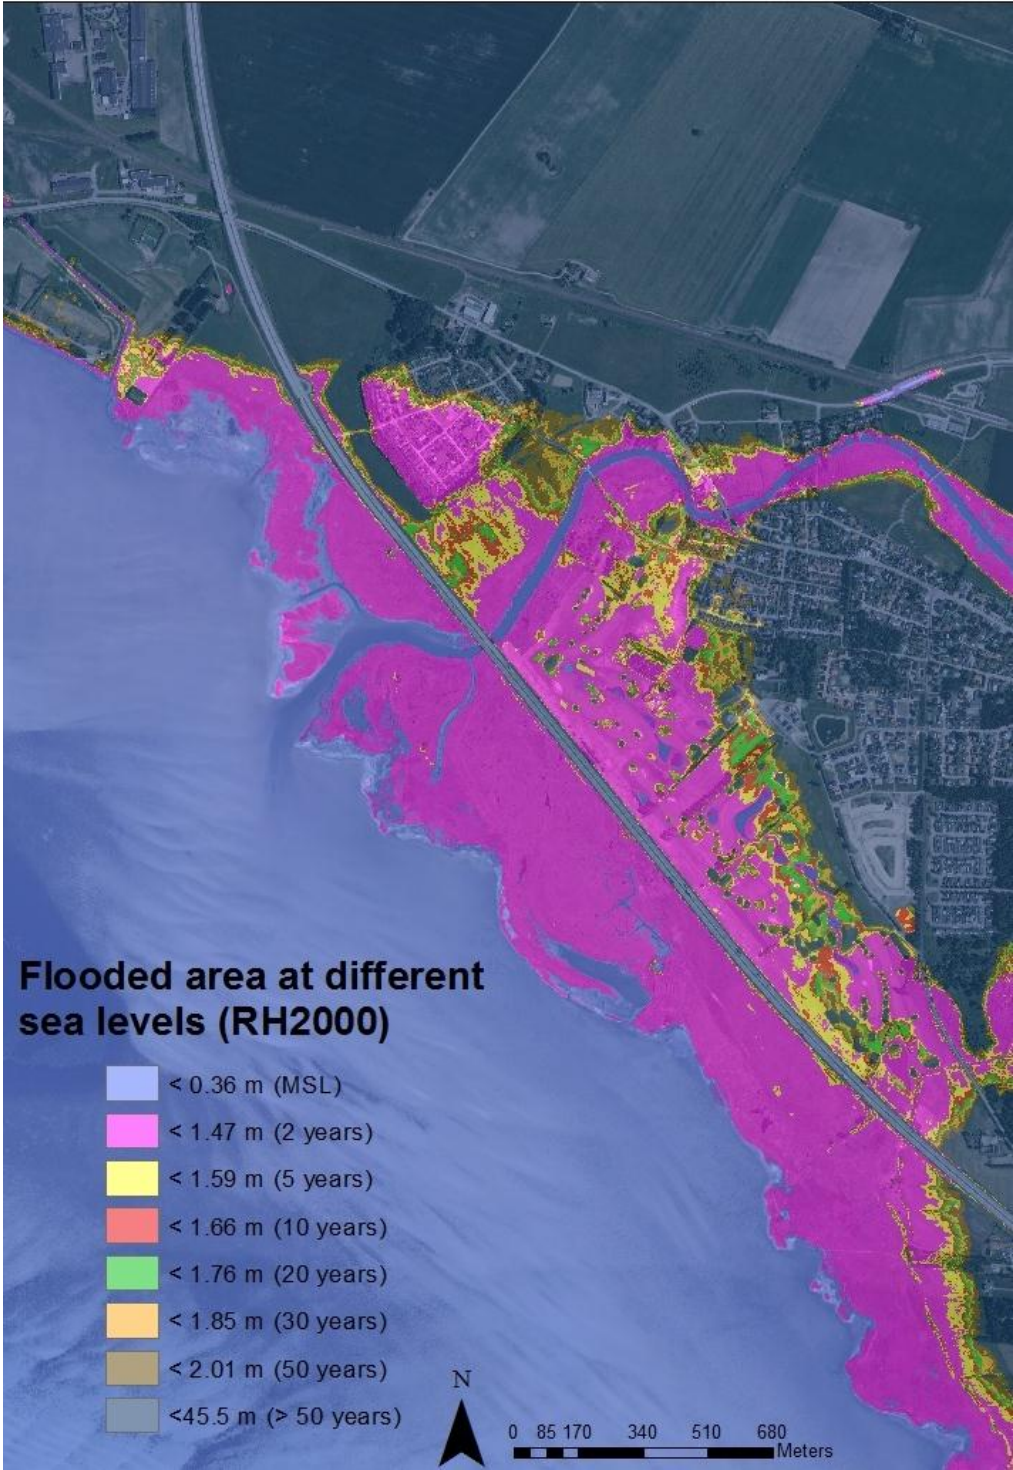 Flooded area at different
sea levels (RH2000)
< 0.36 m (MSL)
< 1.47 m (2 years)
< 1.59 m (5 years)
< 1.66 m (10 years)
< 1.76 m (20 years)
< 1.85 m (30 years)
< 2.01 m (50 years)
<45.5 m (> 50 years)
N
0 85 170 340 510 680
Meters